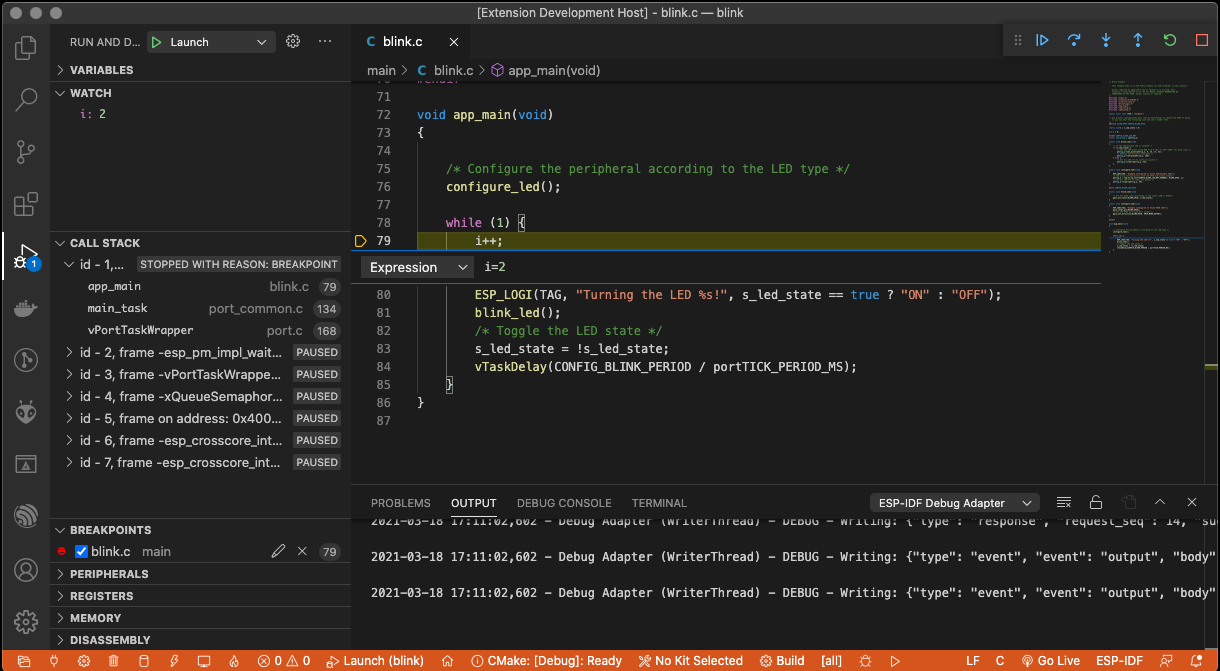 [Extension Development Host] - blink.c — blink
RUN AND D... Launch
VARIABLES
WATCH
i: 2
CALL STACK
id - 1,... STOPPED WITH REASON: BREAKPOINT
app_main blink.c 79
main_task port_common.c 134
vPortTaskWrapper port.c 168
id - 2, frame -esp_pm_impl_wait... PAUSED
id - 3, frame -vPortTaskWrappe... PAUSED
id - 4, frame -xQueueSemaphor... PAUSED
id - 5, frame on address: 0x400... PAUSED
id - 6, frame -esp_crosscore_int... PAUSED
id - 7, frame -esp_crosscore_int... PAUSED
BREAKPOINTS
blink.c main 79
PERIPHERALS
REGISTERS
MEMORY
DISASSEMBLY
1
C blink.c
main > C blink.c > app_main(void)
71
72 void app_main(void)
73 {
74
75 /* Configure the peripheral according to the LED type */
76 configure_led();
77
78 while (1) {
79 i++;
Expression i=2
80 ESP_LOGI(TAG, "Turning the LED %s!", s_led_state == true ? "ON" : "OFF");
81 blink_led();
82 /* Toggle the LED state */
83 s_led_state = !s_led_state;
84 vTaskDelay(CONFIG_BLINK_PERIOD / portTICK_PERIOD_MS);
85 }
86 }
87
PROBLEMS OUTPUT DEBUG CONSOLE TERMINAL ESP-IDF Debug Adapter
2021-03-18 17:11:02,602 - Debug Adapter (WriterThread) - DEBUG - Writing: {"type": "response", "request_seq": 14, "suc
2021-03-18 17:11:02,602 - Debug Adapter (WriterThread) - DEBUG - Writing: {"type": "event", "event": "output", "body"
2021-03-18 17:11:02,602 - Debug Adapter (WriterThread) - DEBUG - Writing: {"type": "event", "event": "output", "body"
0 0 Launch (blink) CMake: [Debug]: Ready No Kit Selected Build [all] LF C Go Live ESP-IDF